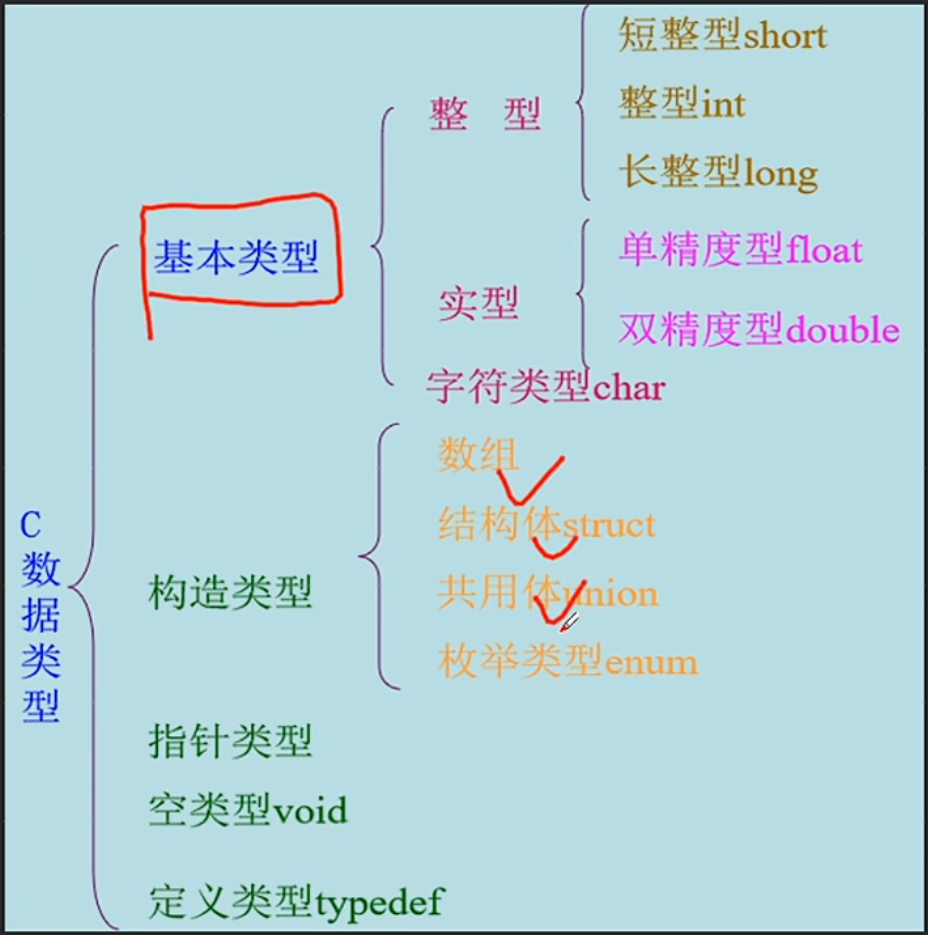 短整型short
整 型
整型int
长整型long
基本类型
单精度型float
实型
双精度型double
字符类型char
数组
C数据类型
结构体struct
构造类型
共用体union
枚举类型enum
指针类型
空类型void
定义类型typedef